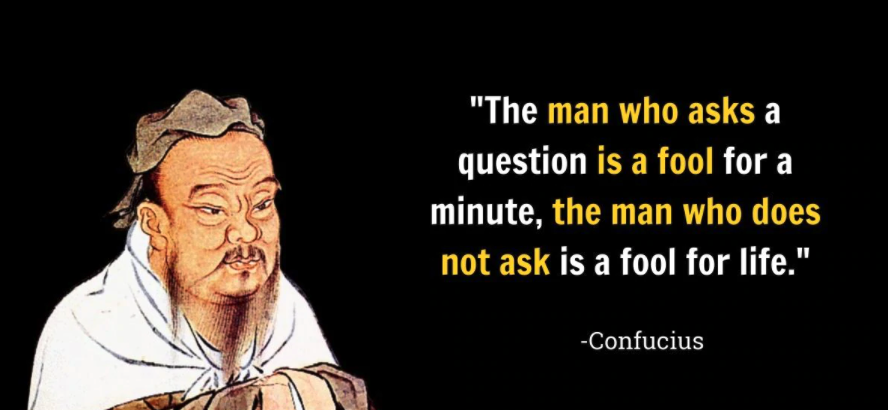 "The man who asks a
question is a fool for a
minute, the man who does
not ask is a fool for life."
-Confucius